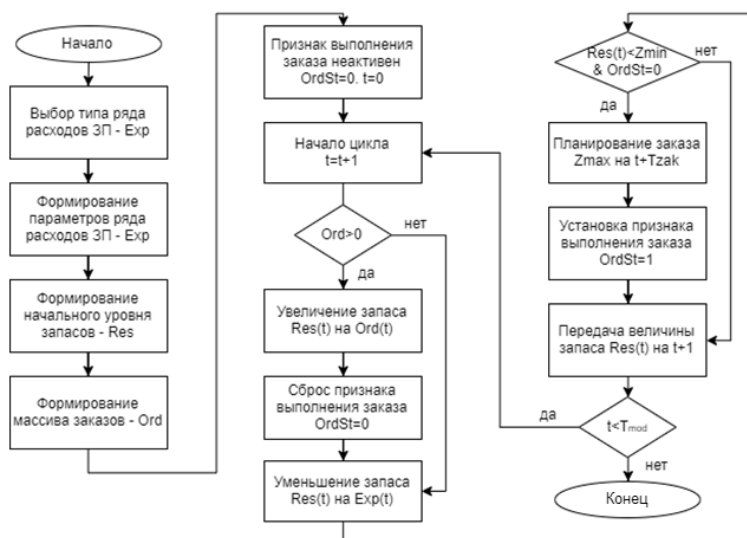 Начало
Выбор типа ряда
расходов ЗП - Exp
Формирование
параметров ряда
расходов ЗП - Exp
Формирование
начального уровня
запасов - Res
Формирование
массива заказов - Ord
Признак выполнения
заказа неактивен
OrdSt=0. t=0
Начало цикла
t=t+1
Ord>0
нет
да
Увеличение запаса
Res(t) на Ord(t)
Сброс признака
выполнения заказа
OrdSt=0
Уменьшение запаса
Res(t) на Exp(t)
Res(t)<Zmin
& OrdSt=0
нет
да
Планирование заказа
Zmax на t+Tzak
Установка признака
выполнения заказа
OrdSt=1
Передача величины
запаса Res(t) на t+1
да
t<Tmod
нет
Конец